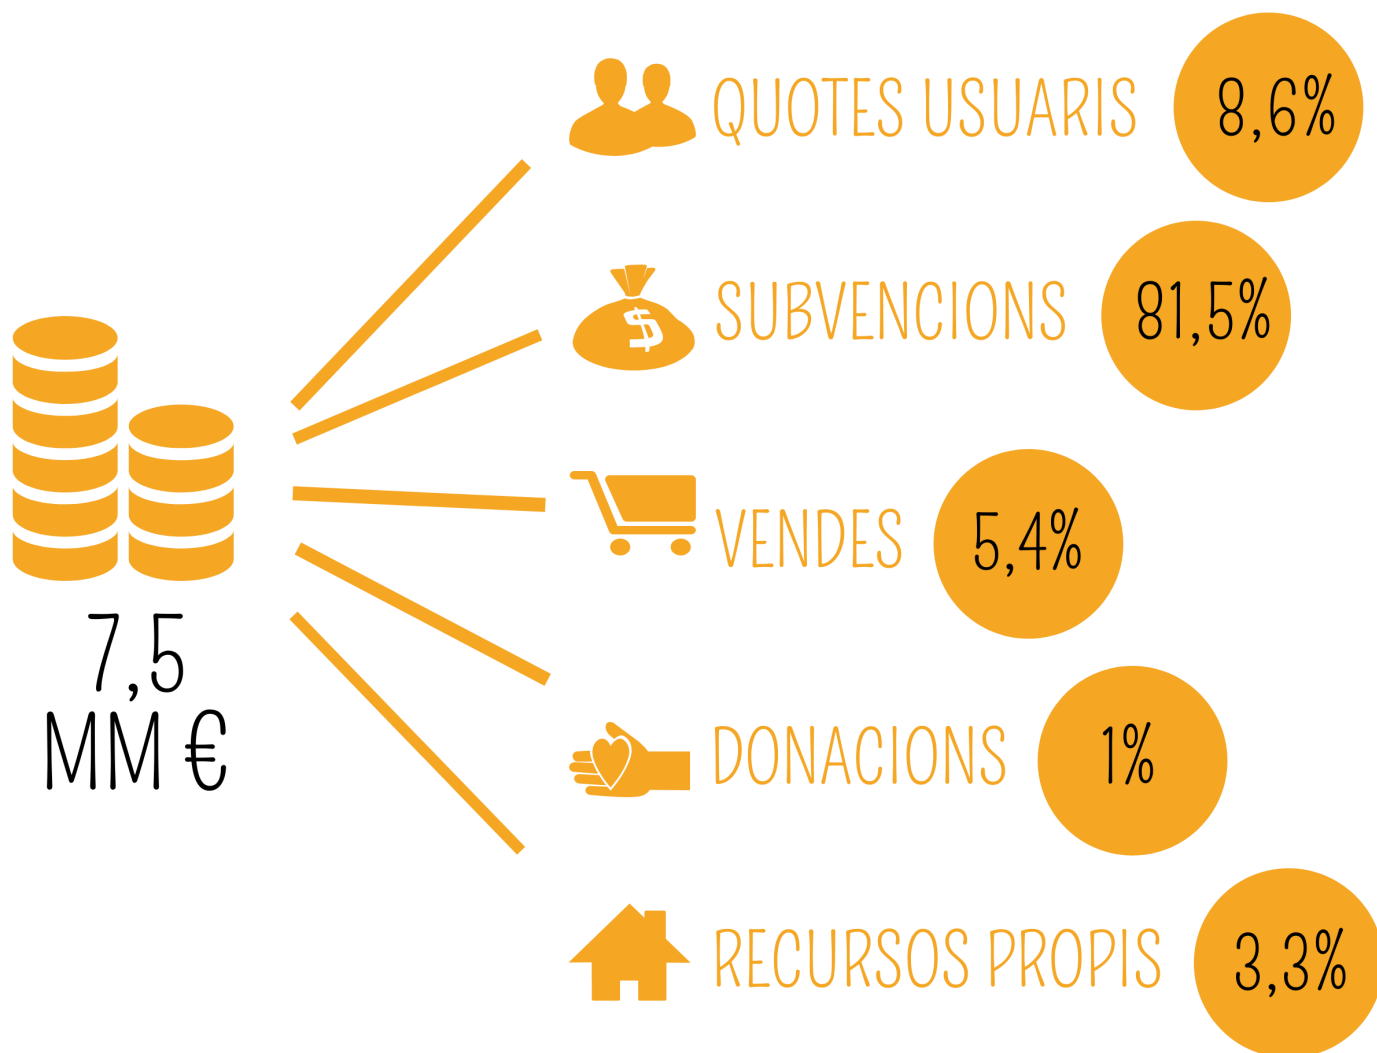 QUOTES USUARIS 8,6%
SUBVENCIONS 81,5%
VENDES 5,4%
DONACIONS 1%
RECURSOS PROPIS 3,3%
7,5
MM €
$